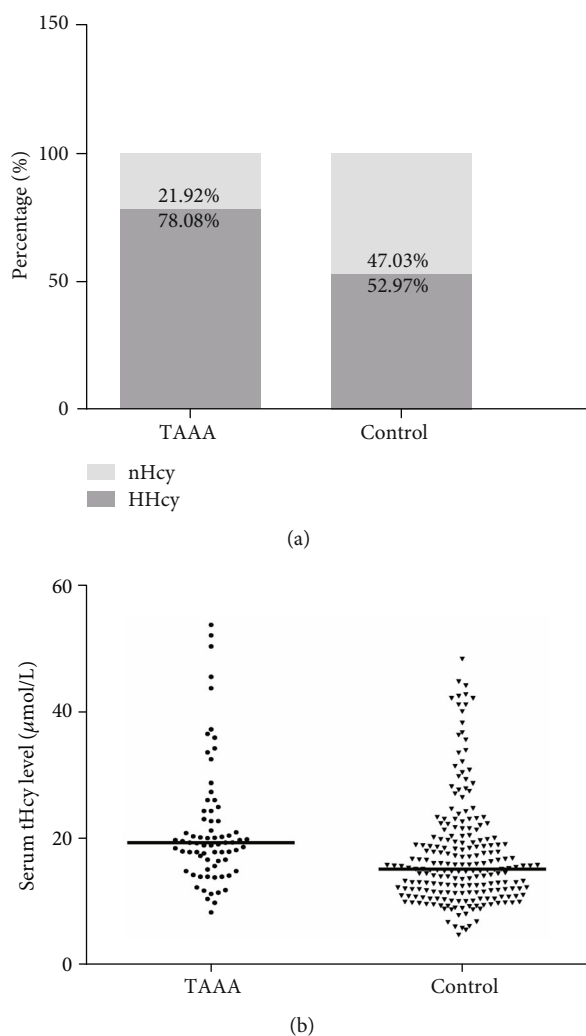 150
100
50
0
Percentage (%)
21.92%
78.08%
47.03%
52.97%
TAAA Control
nHcy
HHcy
(a)
60
40
20
0
Serum tHcy level (μmol/L)
TAAA Control
(b)